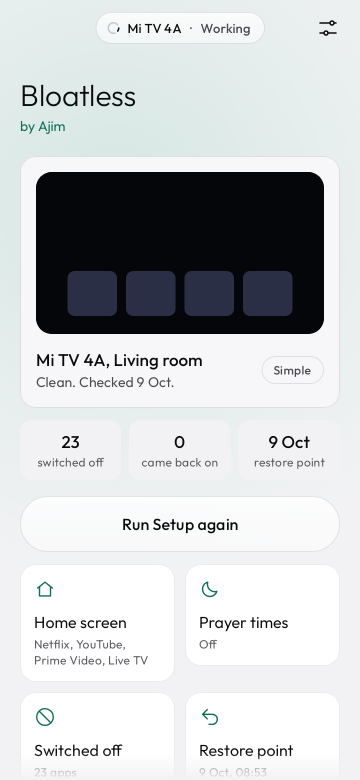 Mi TV 4A · Working
Bloatless
by Ajim
Mi TV 4A, Living room
Clean. Checked 9 Oct.
Simple
23
switched off
0
came back on
9 Oct
restore point
Run Setup again
Home screen
Netflix, YouTube,
Prime Video, Live TV
Prayer times
Off
Switched off
23 apps
Restore point
9 Oct, 08:53